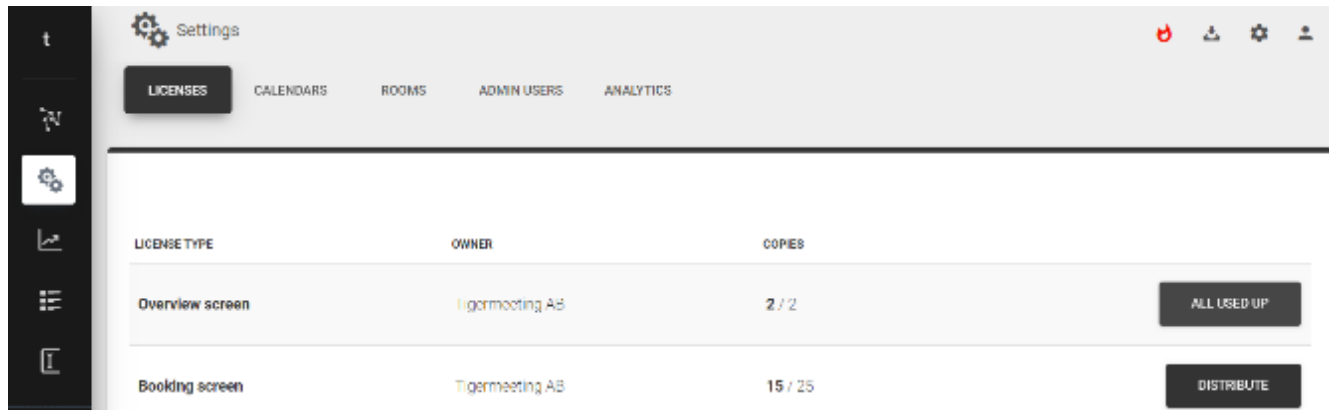 t
Settings
LICENSES CALENDARS ROOMS ADMIN USERS ANALYTICS
LICENSE TYPE OWNER COPIES
Overview screen Tigermeeting AB 2 / 2 ALL USED UP
Booking screen Tigermeeting AB 15 / 25 DISTRIBUTE